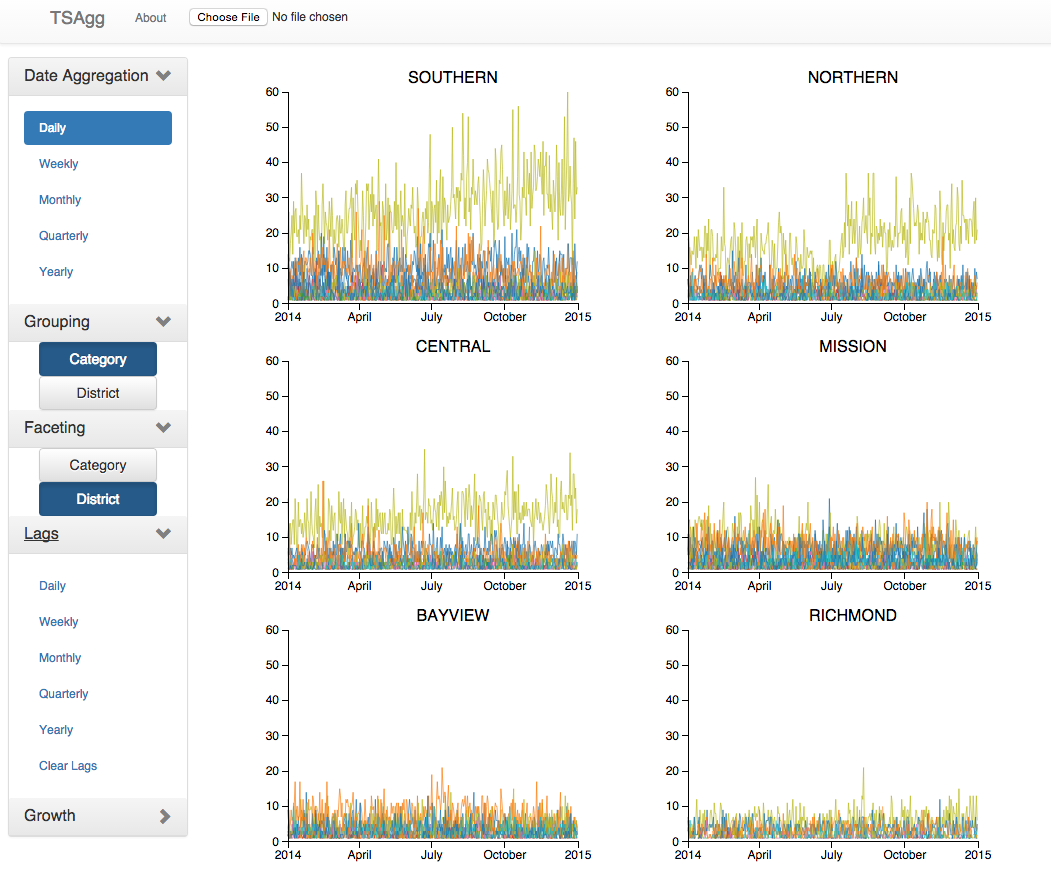 TSAgg About Choose File No file chosen
Date Aggregation
Daily
Weekly
Monthly
Quarterly
Yearly
Grouping
Category
District
Faceting
Category
District
Lags
Daily
Weekly
Monthly
Quarterly
Yearly
Clear Lags
Growth
SOUTHERN
60
50
40
30
20
10
0
2014 April July October 2015
NORTHERN
60
50
40
30
20
10
0
2014 April July October 2015
CENTRAL
60
50
40
30
20
10
0
2014 April July October 2015
MISSION
60
50
40
30
20
10
0
2014 April July October 2015
BAYVIEW
60
50
40
30
20
10
0
2014 April July October 2015
RICHMOND
60
50
40
30
20
10
0
2014 April July October 2015